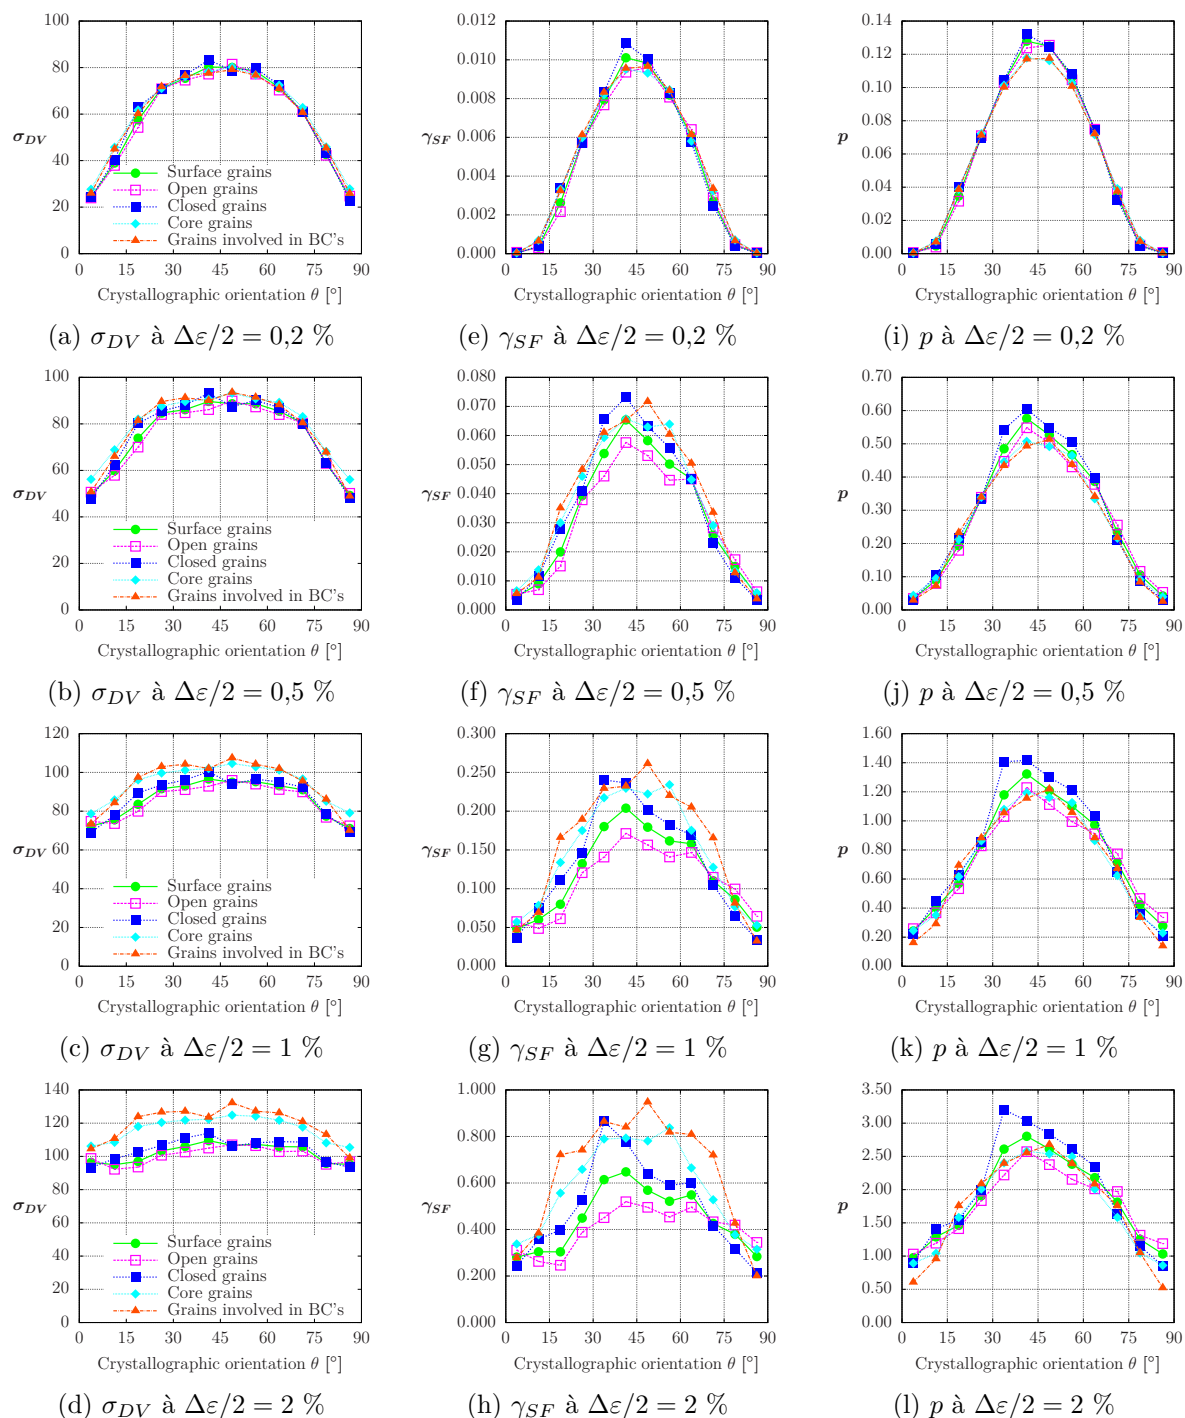 100
80
60
40
20
0
σDV
Surface grains
Open grains
Closed grains
Core grains
Grains involved in BC's
0 15 30 45 60 75 90
Crystallographic orientation θ [°]
(a) σDV à Δε/2 = 0,2 %
0.012
0.010
0.008
0.006
0.004
0.002
0.000
γSF
0 15 30 45 60 75 90
Crystallographic orientation θ [°]
(e) γSF à Δε/2 = 0,2 %
0.14
0.12
0.10
0.08
0.06
0.04
0.02
0.00
p
0 15 30 45 60 75 90
Crystallographic orientation θ [°]
(i) p à Δε/2 = 0,2 %
100
80
60
40
20
0
σDV
Surface grains
Open grains
Closed grains
Core grains
Grains involved in BC's
0 15 30 45 60 75 90
Crystallographic orientation θ [°]
(b) σDV à Δε/2 = 0,5 %
0.080
0.070
0.060
0.050
0.040
0.030
0.020
0.010
0.000
γSF
0 15 30 45 60 75 90
Crystallographic orientation θ [°]
(f) γSF à Δε/2 = 0,5 %
0.70
0.60
0.50
0.40
0.30
0.20
0.10
0.00
p
0 15 30 45 60 75 90
Crystallographic orientation θ [°]
(j) p à Δε/2 = 0,5 %
120
100
80
60
40
20
0
σDV
Surface grains
Open grains
Closed grains
Core grains
Grains involved in BC's
0 15 30 45 60 75 90
Crystallographic orientation θ [°]
(c) σDV à Δε/2 = 1 %
0.300
0.250
0.200
0.150
0.100
0.050
0.000
γSF
0 15 30 45 60 75 90
Crystallographic orientation θ [°]
(g) γSF à Δε/2 = 1 %
1.60
1.40
1.20
1.00
0.80
0.60
0.40
0.20
0.00
p
0 15 30 45 60 75 90
Crystallographic orientation θ [°]
(k) p à Δε/2 = 1 %
140
120
100
80
60
40
20
0
σDV
Surface grains
Open grains
Closed grains
Core grains
Grains involved in BC's
0 15 30 45 60 75 90
Crystallographic orientation θ [°]
(d) σDV à Δε/2 = 2 %
1.000
0.800
0.600
0.400
0.200
0.000
γSF
0 15 30 45 60 75 90
Crystallographic orientation θ [°]
(h) γSF à Δε/2 = 2 %
3.50
3.00
2.50
2.00
1.50
1.00
0.50
0.00
p
0 15 30 45 60 75 90
Crystallographic orientation θ [°]
(l) p à Δε/2 = 2 %